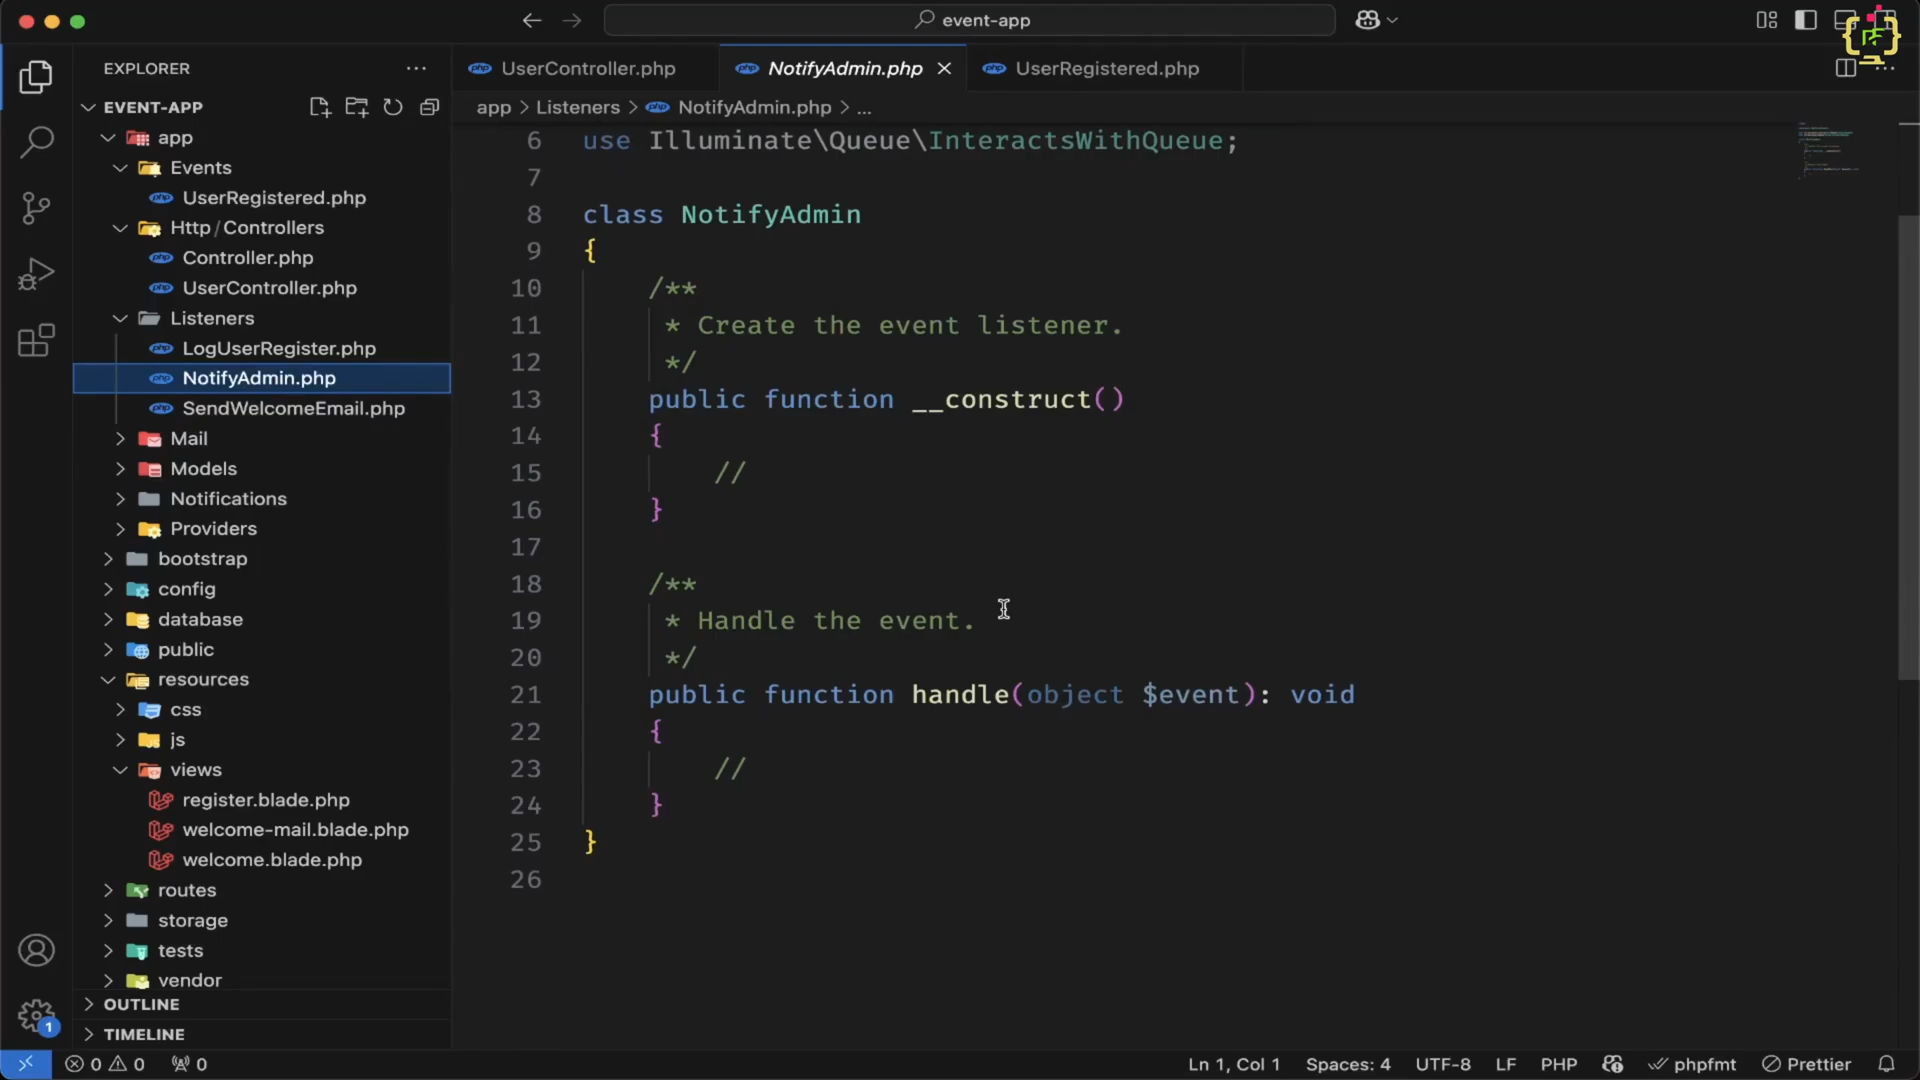 event-app
EXPLORER
EVENT-APP
app
Events
UserRegistered.php
Http / Controllers
Controller.php
UserController.php
Listeners
LogUserRegister.php
NotifyAdmin.php
SendWelcomeEmail.php
Mail
Models
Notifications
Providers
bootstrap
config
database
public
resources
css
js
views
register.blade.php
welcome-mail.blade.php
welcome.blade.php
routes
storage
tests
vendor
OUTLINE
TIMELINE
UserController.php NotifyAdmin.php UserRegistered.php
app > Listeners > NotifyAdmin.php > ...
6 use Illuminate\Queue\InteractsWithQueue;
7
8 class NotifyAdmin
9 {
10 /**
11 * Create the event listener.
12 */
13 public function __construct()
14 {
15 //
16 }
17
18 /**
19 * Handle the event.
20 */
21 public function handle(object $event): void
22 {
23 //
24 }
25 }
26
1
0 0 0 Ln 1, Col 1 Spaces: 4 UTF-8 LF PHP phpfmt Prettier